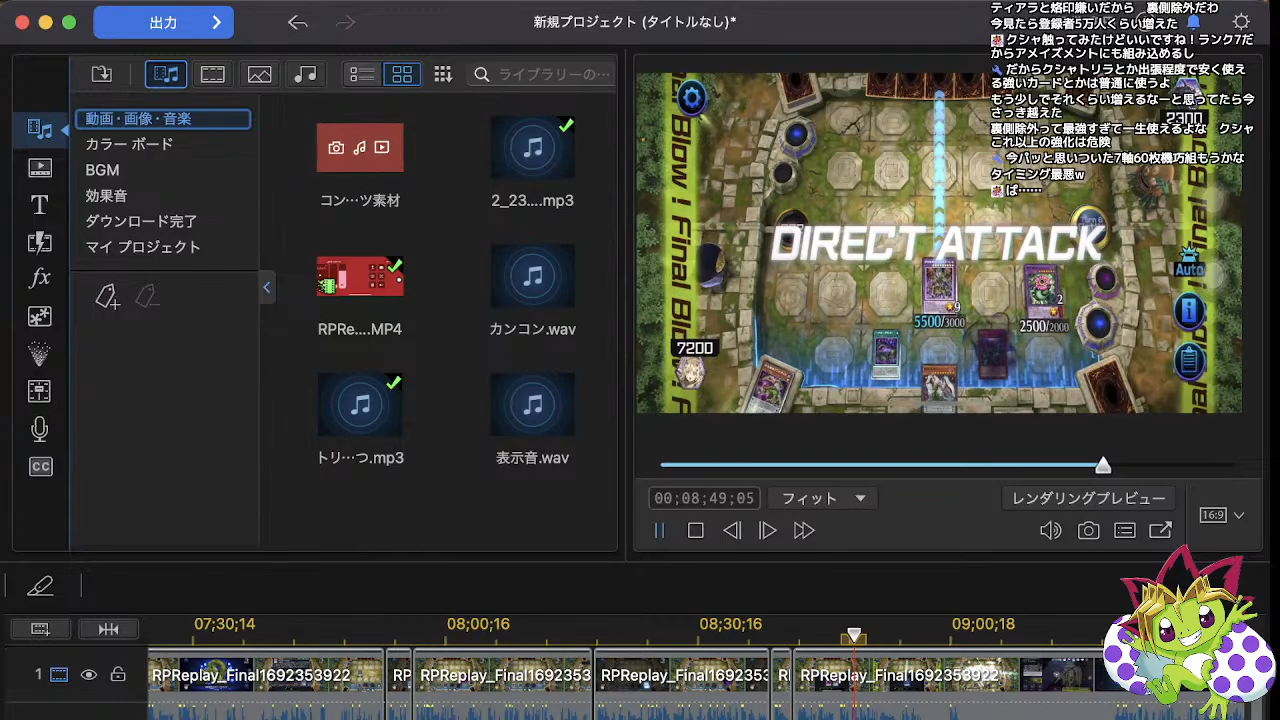 出力
新規プロジェクト (タイトルなし)*
ライブラリーの…
動画・画像・音楽
カラー ボード
BGM
効果音
ダウンロード完了
マイ プロジェクト
コン…ツ素材
2_23....mp3
RPRe....MP4
カンコン.wav
トリ…つ.mp3
表示音.wav
T
fx
CC
ティアラと烙印嫌いだから　裏側除外だわ
今見たら登録者5万人くらい増えた
クシャ触ってみたけどいいですね！ランク7だ
からアメイズメントにも組み込めるし
だからクシャトリラとか出張程度で安く使え
る強いカードとかは普通に使うよ
もう少しでそれくらい増えるなーと思ってたら今
さっき越えた
裏側除外って最強すぎて一生使えるよな　クシャ
これ以上の強化は危険
今パッと思いついた7軸60枚機巧組もうかな
タイミング最悪w
ぱ……
Blow ! Final Blow !
2300
DIRECT ATTACK
Auto
9
5500/3000
2
2500/2000
7200
00;08;49;05
フィット
レンダリングプレビュー
16:9
07;30;14
08;00;16
08;30;16
09;00;18
1
RPReplay_Final1692353922
RP
RPReplay_Final1692353
RPReplay_Final1692353
RPReplay_Final1692353922